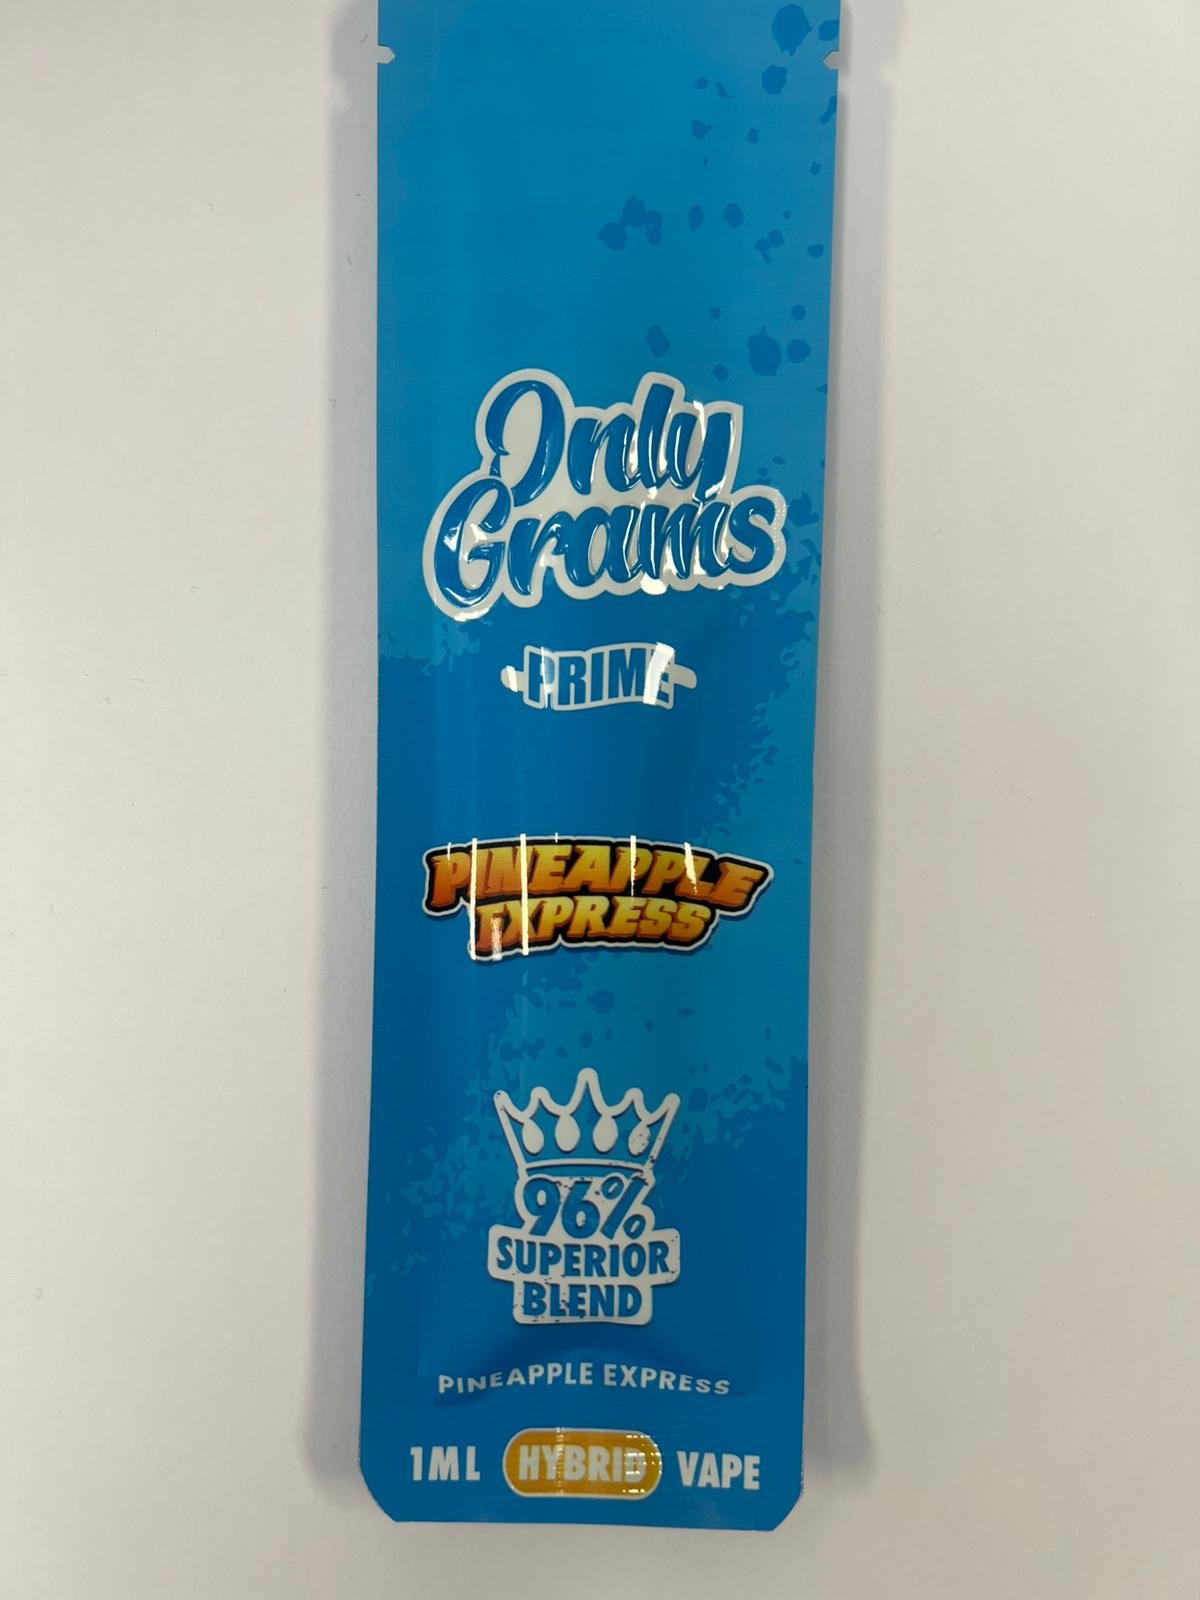 Only
Grams
PRIME
PINEAPPLE
EXPRESS
96%
SUPERIOR
BLEND
PINEAPPLE EXPRESS
1ML HYBRID VAPE